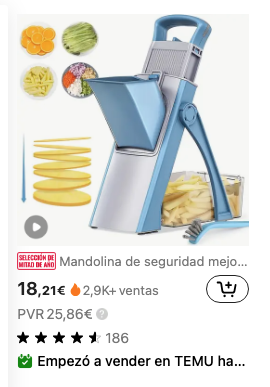 SELECCIÓN DE
MITAD DE AÑO
Mandolina de seguridad mejo...
18,21€ 2,9K+ ventas
PVR 25,86€
186
Empezó a vender en TEMU ha...